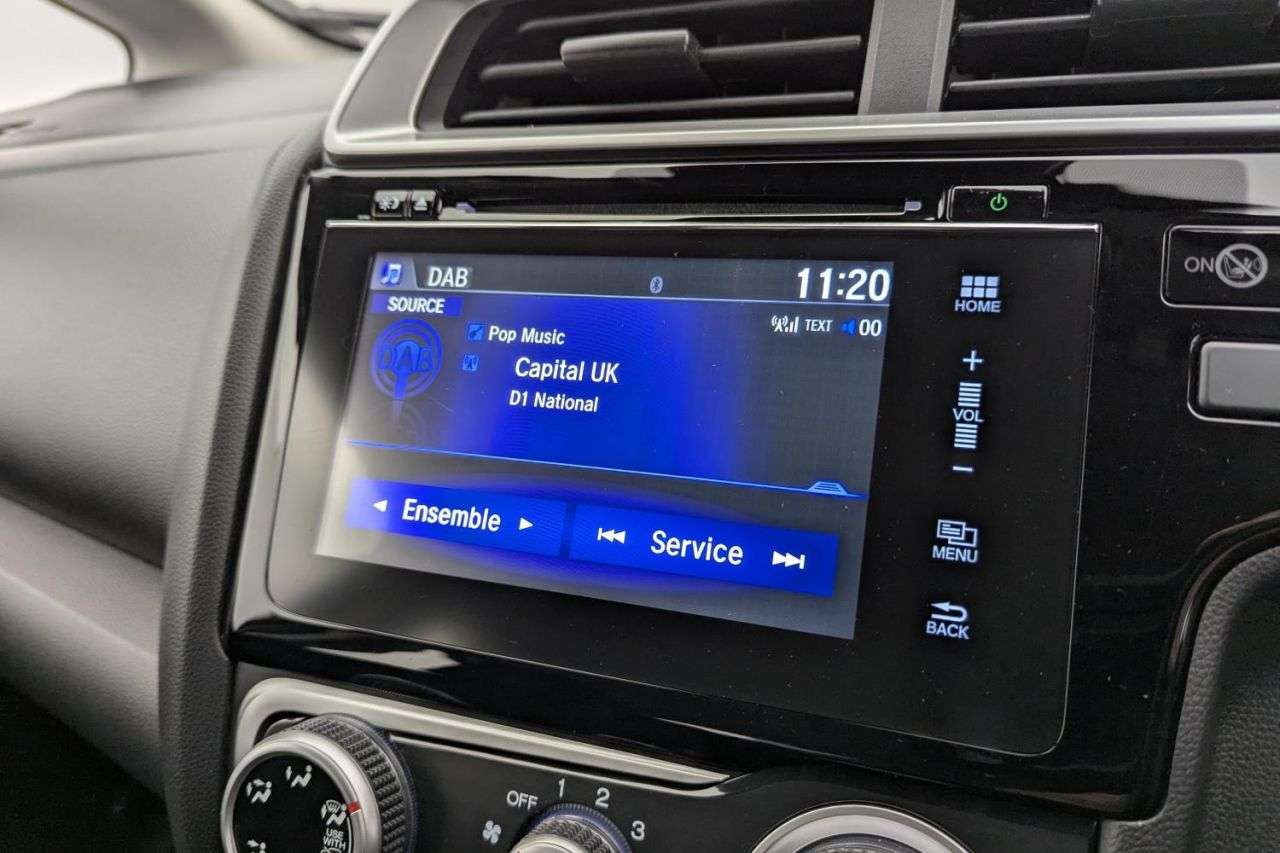 DAB
11:20
SOURCE
TEXT 00
DAB
Pop Music
Capital UK
D1 National
Ensemble
Service
HOME
+
VOL
-
MENU
BACK
ON
OFF 1 2 3
USE
WITH